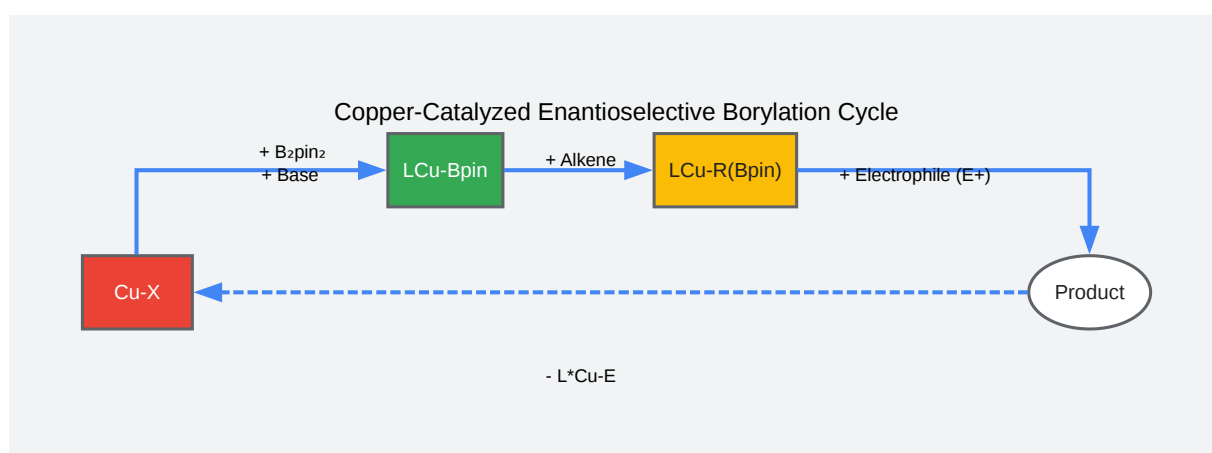 Copper-Catalyzed Enantioselective Borylation Cycle
+ B₂pin₂
+ Base
LCu-Bpin
+ Alkene
LCu-R(Bpin)
+ Electrophile (E+)
Cu-X
Product
- L*Cu-E